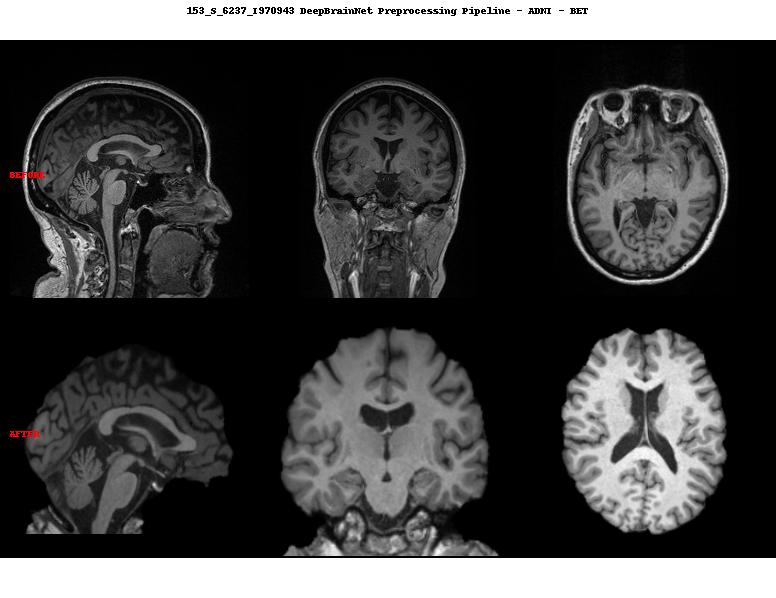 153_S_6237_I970943 DeepBrainNet Preprocessing Pipeline - ADNI - BET
BEFORE
AFTER